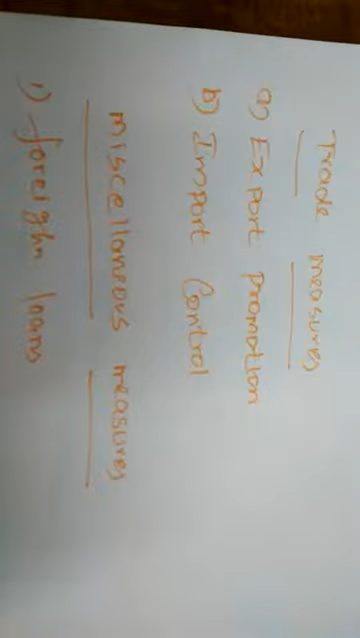 Trade measures
a) Export promotion
b) Import Control
miscellaneous measures
1) foreighn loans